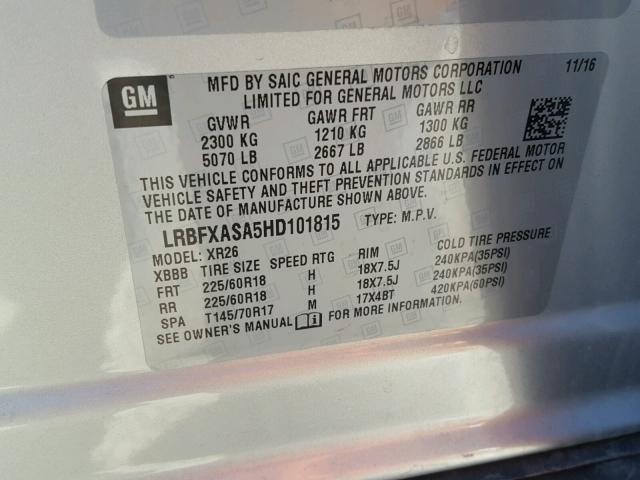 GM
MFD BY SAIC GENERAL MOTORS CORPORATION 11/16
LIMITED FOR GENERAL MOTORS LLC
GVWR GAWR FRT GAWR RR
2300 KG 1210 KG 1300 KG
5070 LB 2667 LB 2866 LB
THIS VEHICLE CONFORMS TO ALL APPLICABLE U.S. FEDERAL MOTOR
VEHICLE SAFETY AND THEFT PREVENTION STANDARDS IN EFFECT ON
THE DATE OF MANUFACTURE SHOWN ABOVE.
LRBFXASA5HD101815 TYPE: M.P.V.
MODEL: XR26
XBBB TIRE SIZE SPEED RTG RIM COLD TIRE PRESSURE
FRT 225/60R18 H 18X7.5J 240KPA(35PSI)
RR 225/60R18 H 18X7.5J 240KPA(35PSI)
SPA T145/70R17 M 17X4BT 420KPA(60PSI)
SEE OWNER'S MANUAL i FOR MORE INFORMATION.